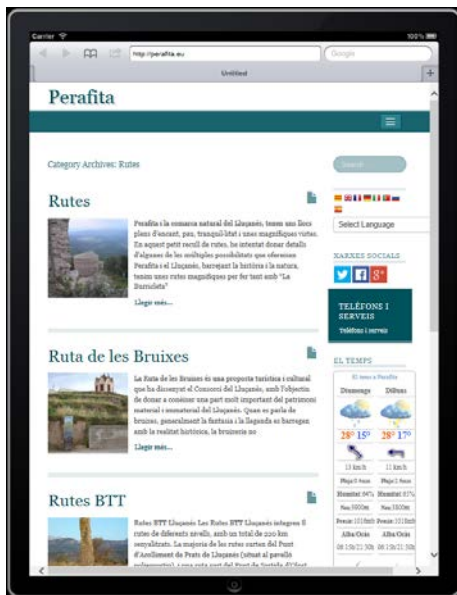 Carrier
100%
http://perafita.eu
Google
Untitled
Perafita
Category Archives: Rutes
Search
Rutes
Perafita i la comarca natural del Lluçanès, tenen uns llocs
plens d'encant, pau, tranquil·litat i unes magnífiques vistes.
En aquest petit recull de rutes, he intentat donar detalls
d'algunes de les múltiples possibilitats que ofereixen
Perafita i el Lluçanès, barrejant la història i la natura,
tenim unes rutes magnífiques per fer tant amb "La
Burricleta"
Llegir més...
Select Language
XARXES SOCIALS
TELÈFONS I
SERVEIS
Telèfons i serveis
Ruta de les Bruixes
La Ruta de les Bruixes és una proposta turística i cultural
que ha dissenyat el Consorci del Lluçanès, amb l'objectiu
de donar a conèixer una part molt important del patrimoni
material i immaterial del Lluçanès. Quan es parla de
bruixes, generalment la fantasia i la llegenda es barregen
amb la realitat històrica, la bruixeria no
Llegir més...
EL TEMPS
El temps a Perafita
Diumenge Dilluns
28° 15° 28° 17°
13 km/h 11 km/h
Rutes BTT
Rutes BTT Lluçanès Les Rutes BTT Lluçanès integren 8
rutes de diferents nivells, amb un total de 220 km
senyalitzats. La majoria de les rutes surten del Punt
d'Acolliment de Prats de Lluçanès (situat al pavelló